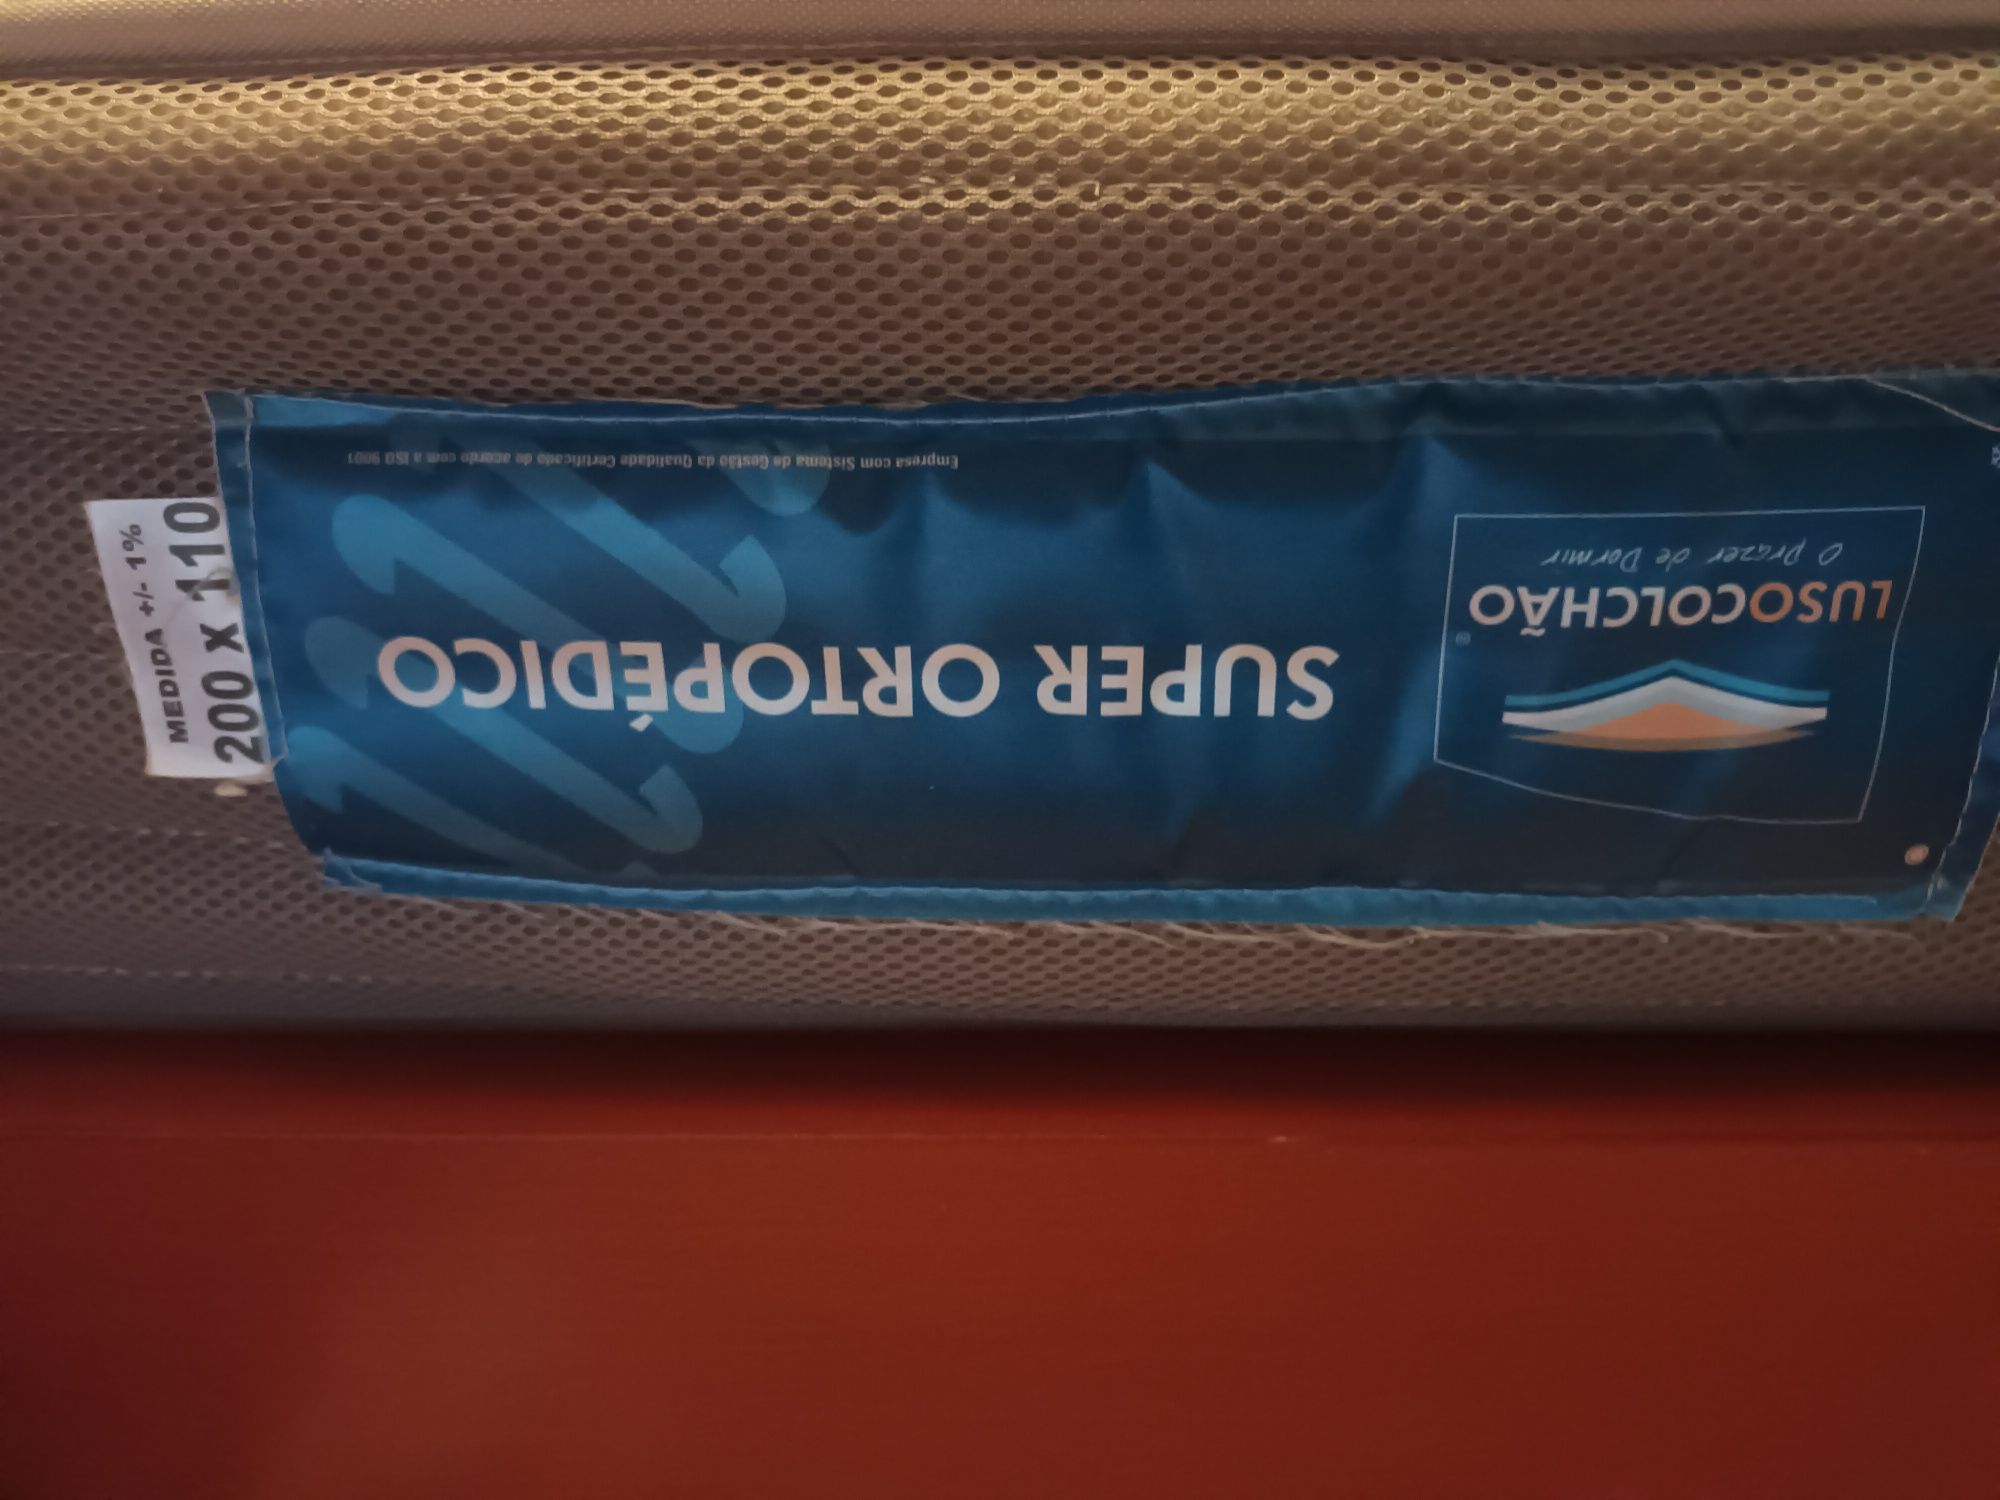 LUSOCOLCHÃO
O Prazer de Dormir
SUPER ORTOPÉDICO
Empresa com Sistema de Gestão da Qualidade Certificado de acordo com a ISO 9001
MEDIDA +/- 1%
200 x 110